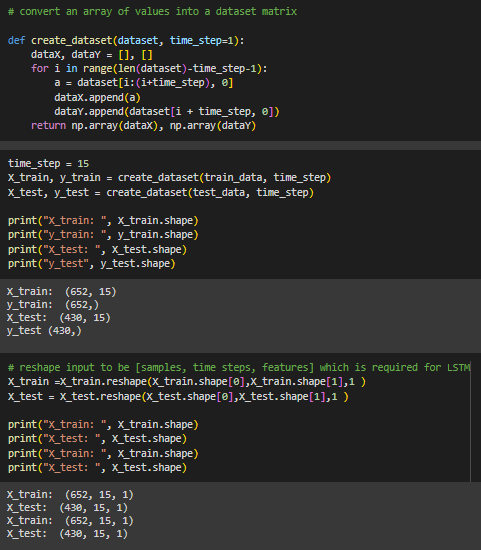 # convert an array of values into a dataset matrix
def create_dataset(dataset, time_step=1):
    dataX, dataY = [], []
    for i in range(len(dataset)-time_step-1):
        a = dataset[i:(i+time_step), 0]
        dataX.append(a)
        dataY.append(dataset[i + time_step, 0])
    return np.array(dataX), np.array(dataY)
time_step = 15
X_train, y_train = create_dataset(train_data, time_step)
X_test, y_test = create_dataset(test_data, time_step)
print("X_train: ", X_train.shape)
print("y_train: ", y_train.shape)
print("X_test: ", X_test.shape)
print("y_test", y_test.shape)
X_train:  (652, 15)
y_train:  (652,)
X_test:  (430, 15)
y_test (430,)
# reshape input to be [samples, time steps, features] which is required for LSTM
X_train =X_train.reshape(X_train.shape[0],X_train.shape[1],1 )
X_test = X_test.reshape(X_test.shape[0],X_test.shape[1],1 )
print("X_train: ", X_train.shape)
print("X_test: ", X_test.shape)
print("X_train: ", X_train.shape)
print("X_test: ", X_test.shape)
X_train:  (652, 15, 1)
X_test:  (430, 15, 1)
X_train:  (652, 15, 1)
X_test:  (430, 15, 1)